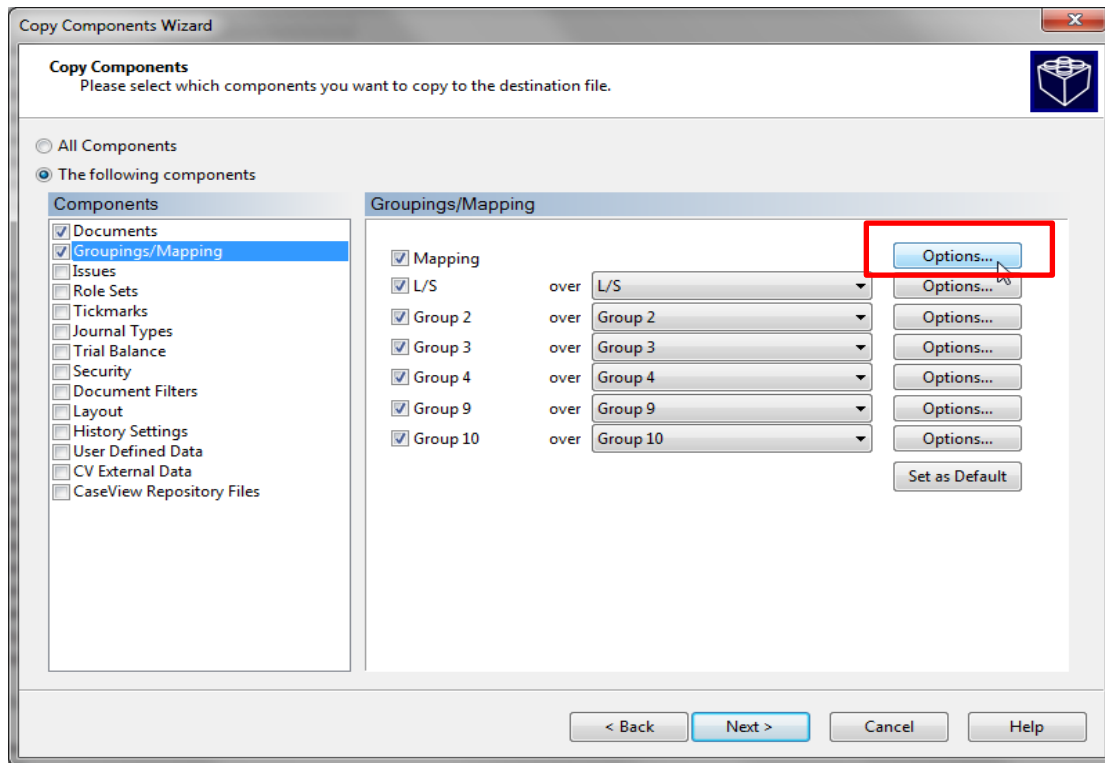 Copy Components Wizard
Copy Components
Please select which components you want to copy to the destination file.
All Components
The following components
Components
Documents
Groupings/Mapping
Issues
Role Sets
Tickmarks
Journal Types
Trial Balance
Security
Document Filters
Layout
History Settings
User Defined Data
CV External Data
CaseView Repository Files
Groupings/Mapping
Mapping Options...
L/S over L/S Options...
Group 2 over Group 2 Options...
Group 3 over Group 3 Options...
Group 4 over Group 4 Options...
Group 9 over Group 9 Options...
Group 10 over Group 10 Options...
Set as Default
< Back Next > Cancel Help